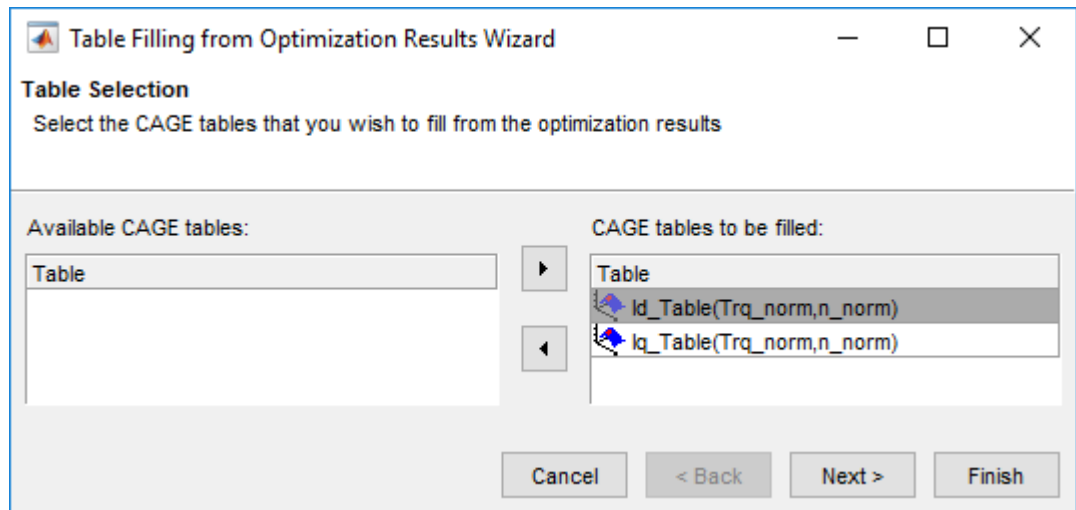 Table Filling from Optimization Results Wizard
Table Selection
Select the CAGE tables that you wish to fill from the optimization results
Available CAGE tables:
Table
CAGE tables to be filled:
Table
Id_Table(Trq_norm,n_norm)
Iq_Table(Trq_norm,n_norm)
Cancel < Back Next > Finish